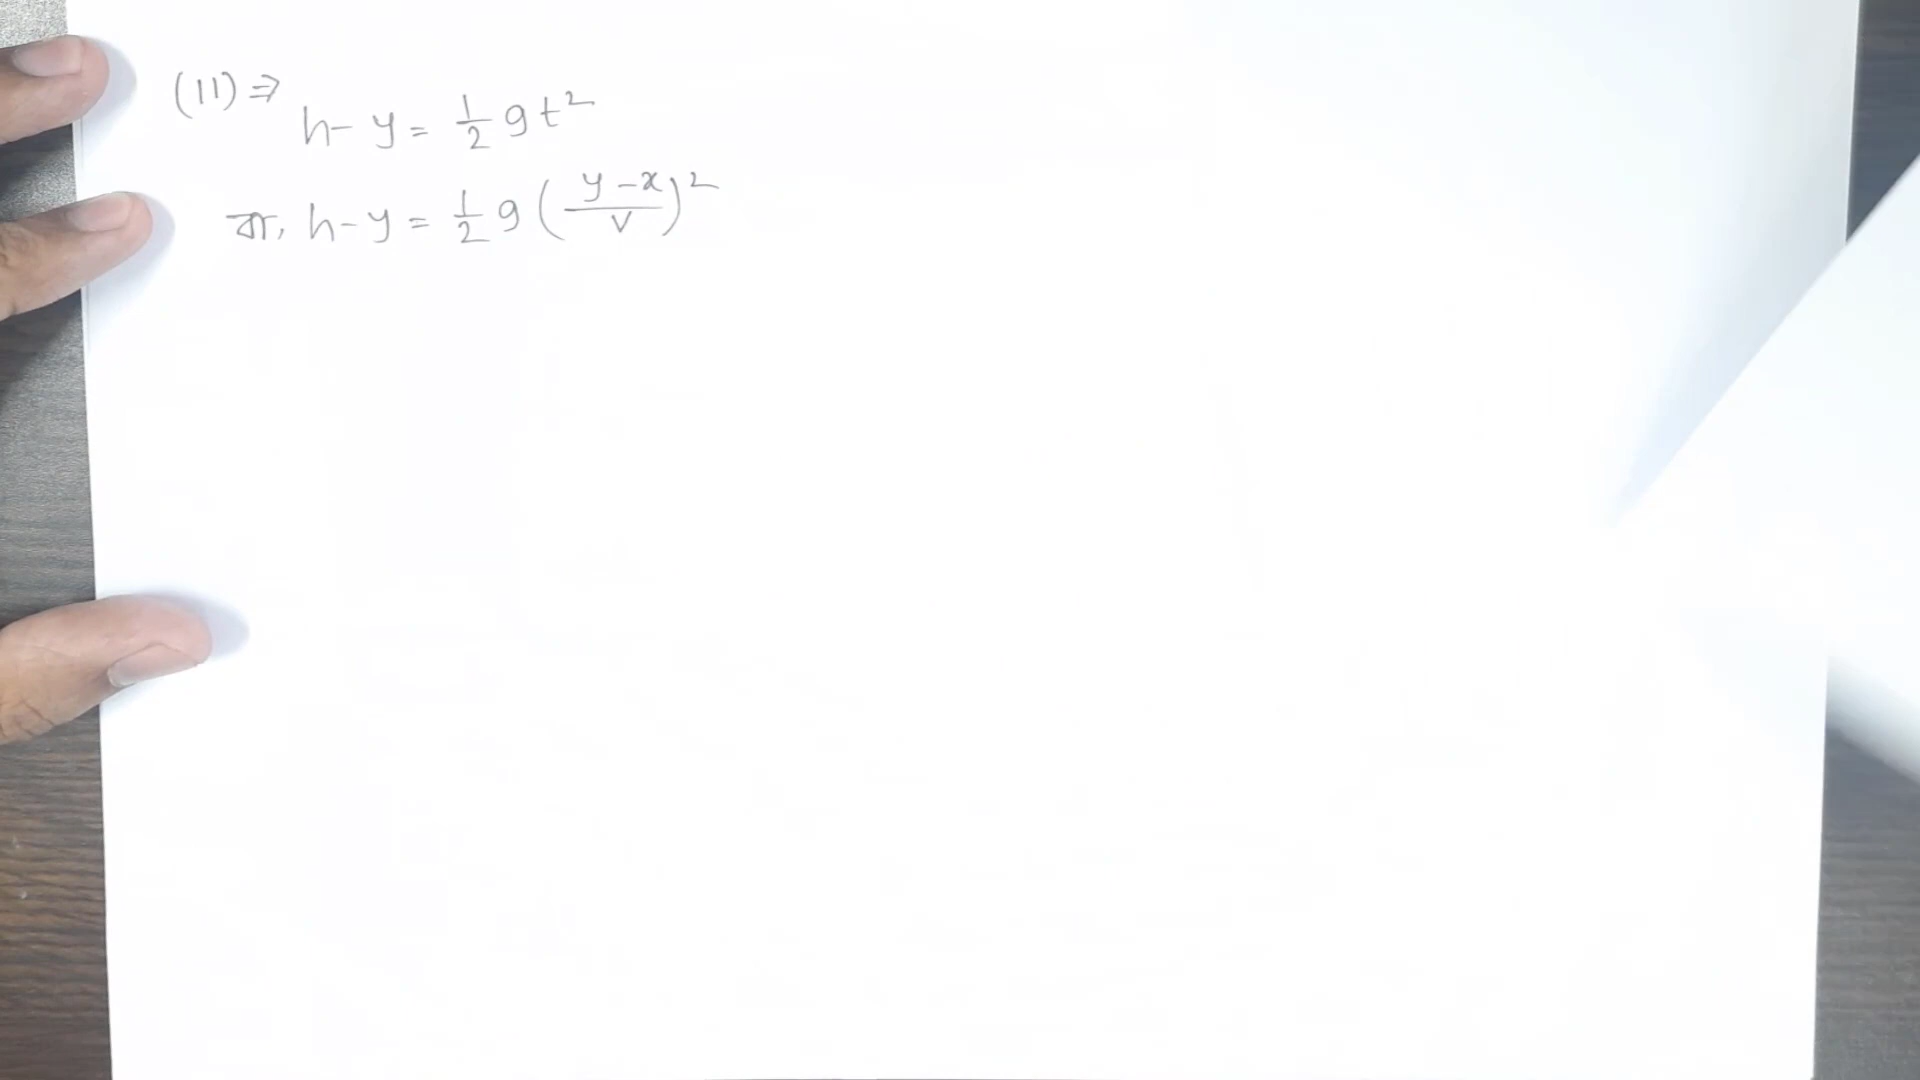 (11) ⇒ h - y = 1/2 g t²
বা, h - y = 1/2 g ((y - x)/v)²